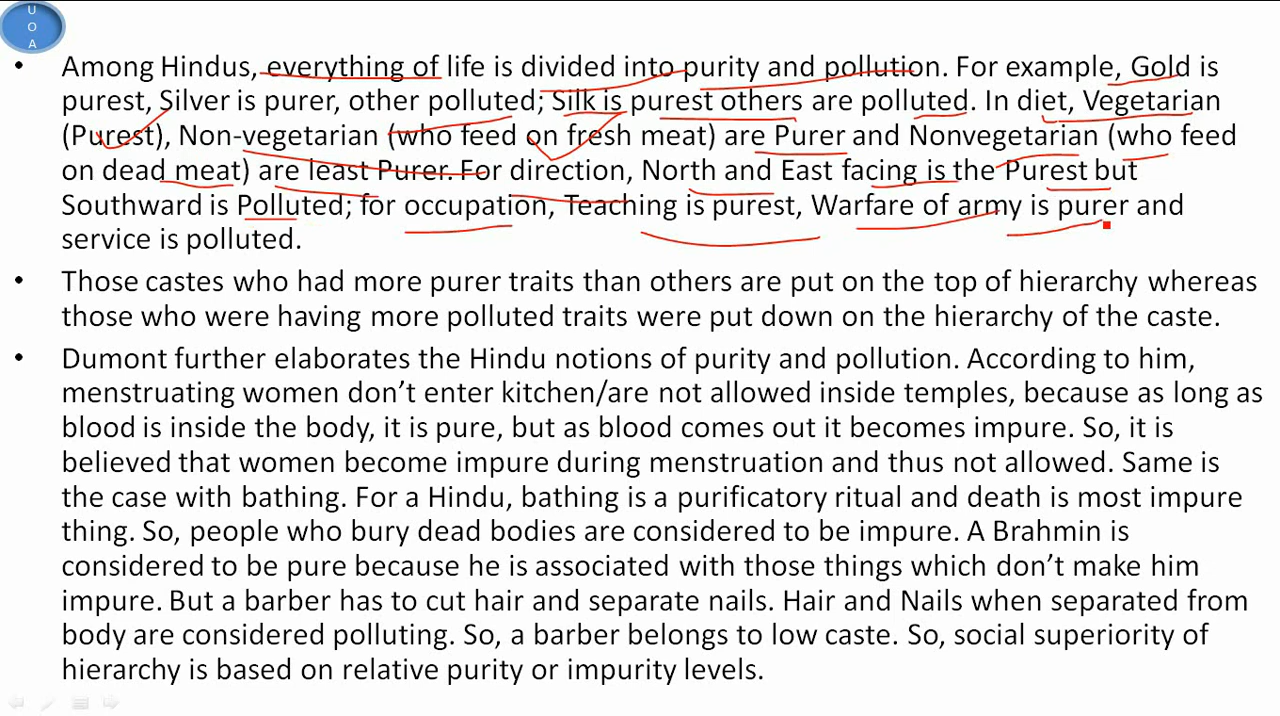 U
O
A
• Among Hindus, everything of life is divided into purity and pollution. For example, Gold is
purest, Silver is purer, other polluted; Silk is purest others are polluted. In diet, Vegetarian
(Purest), Non-vegetarian (who feed on fresh meat) are Purer and Nonvegetarian (who feed
on dead meat) are least Purer. For direction, North and East facing is the Purest but
Southward is Polluted; for occupation, Teaching is purest, Warfare of army is purer and
service is polluted.
• Those castes who had more purer traits than others are put on the top of hierarchy whereas
those who were having more polluted traits were put down on the hierarchy of the caste.
• Dumont further elaborates the Hindu notions of purity and pollution. According to him,
menstruating women don’t enter kitchen/are not allowed inside temples, because as long as
blood is inside the body, it is pure, but as blood comes out it becomes impure. So, it is
believed that women become impure during menstruation and thus not allowed. Same is
the case with bathing. For a Hindu, bathing is a purificatory ritual and death is most impure
thing. So, people who bury dead bodies are considered to be impure. A Brahmin is
considered to be pure because he is associated with those things which don’t make him
impure. But a barber has to cut hair and separate nails. Hair and Nails when separated from
body are considered polluting. So, a barber belongs to low caste. So, social superiority of
hierarchy is based on relative purity or impurity levels.